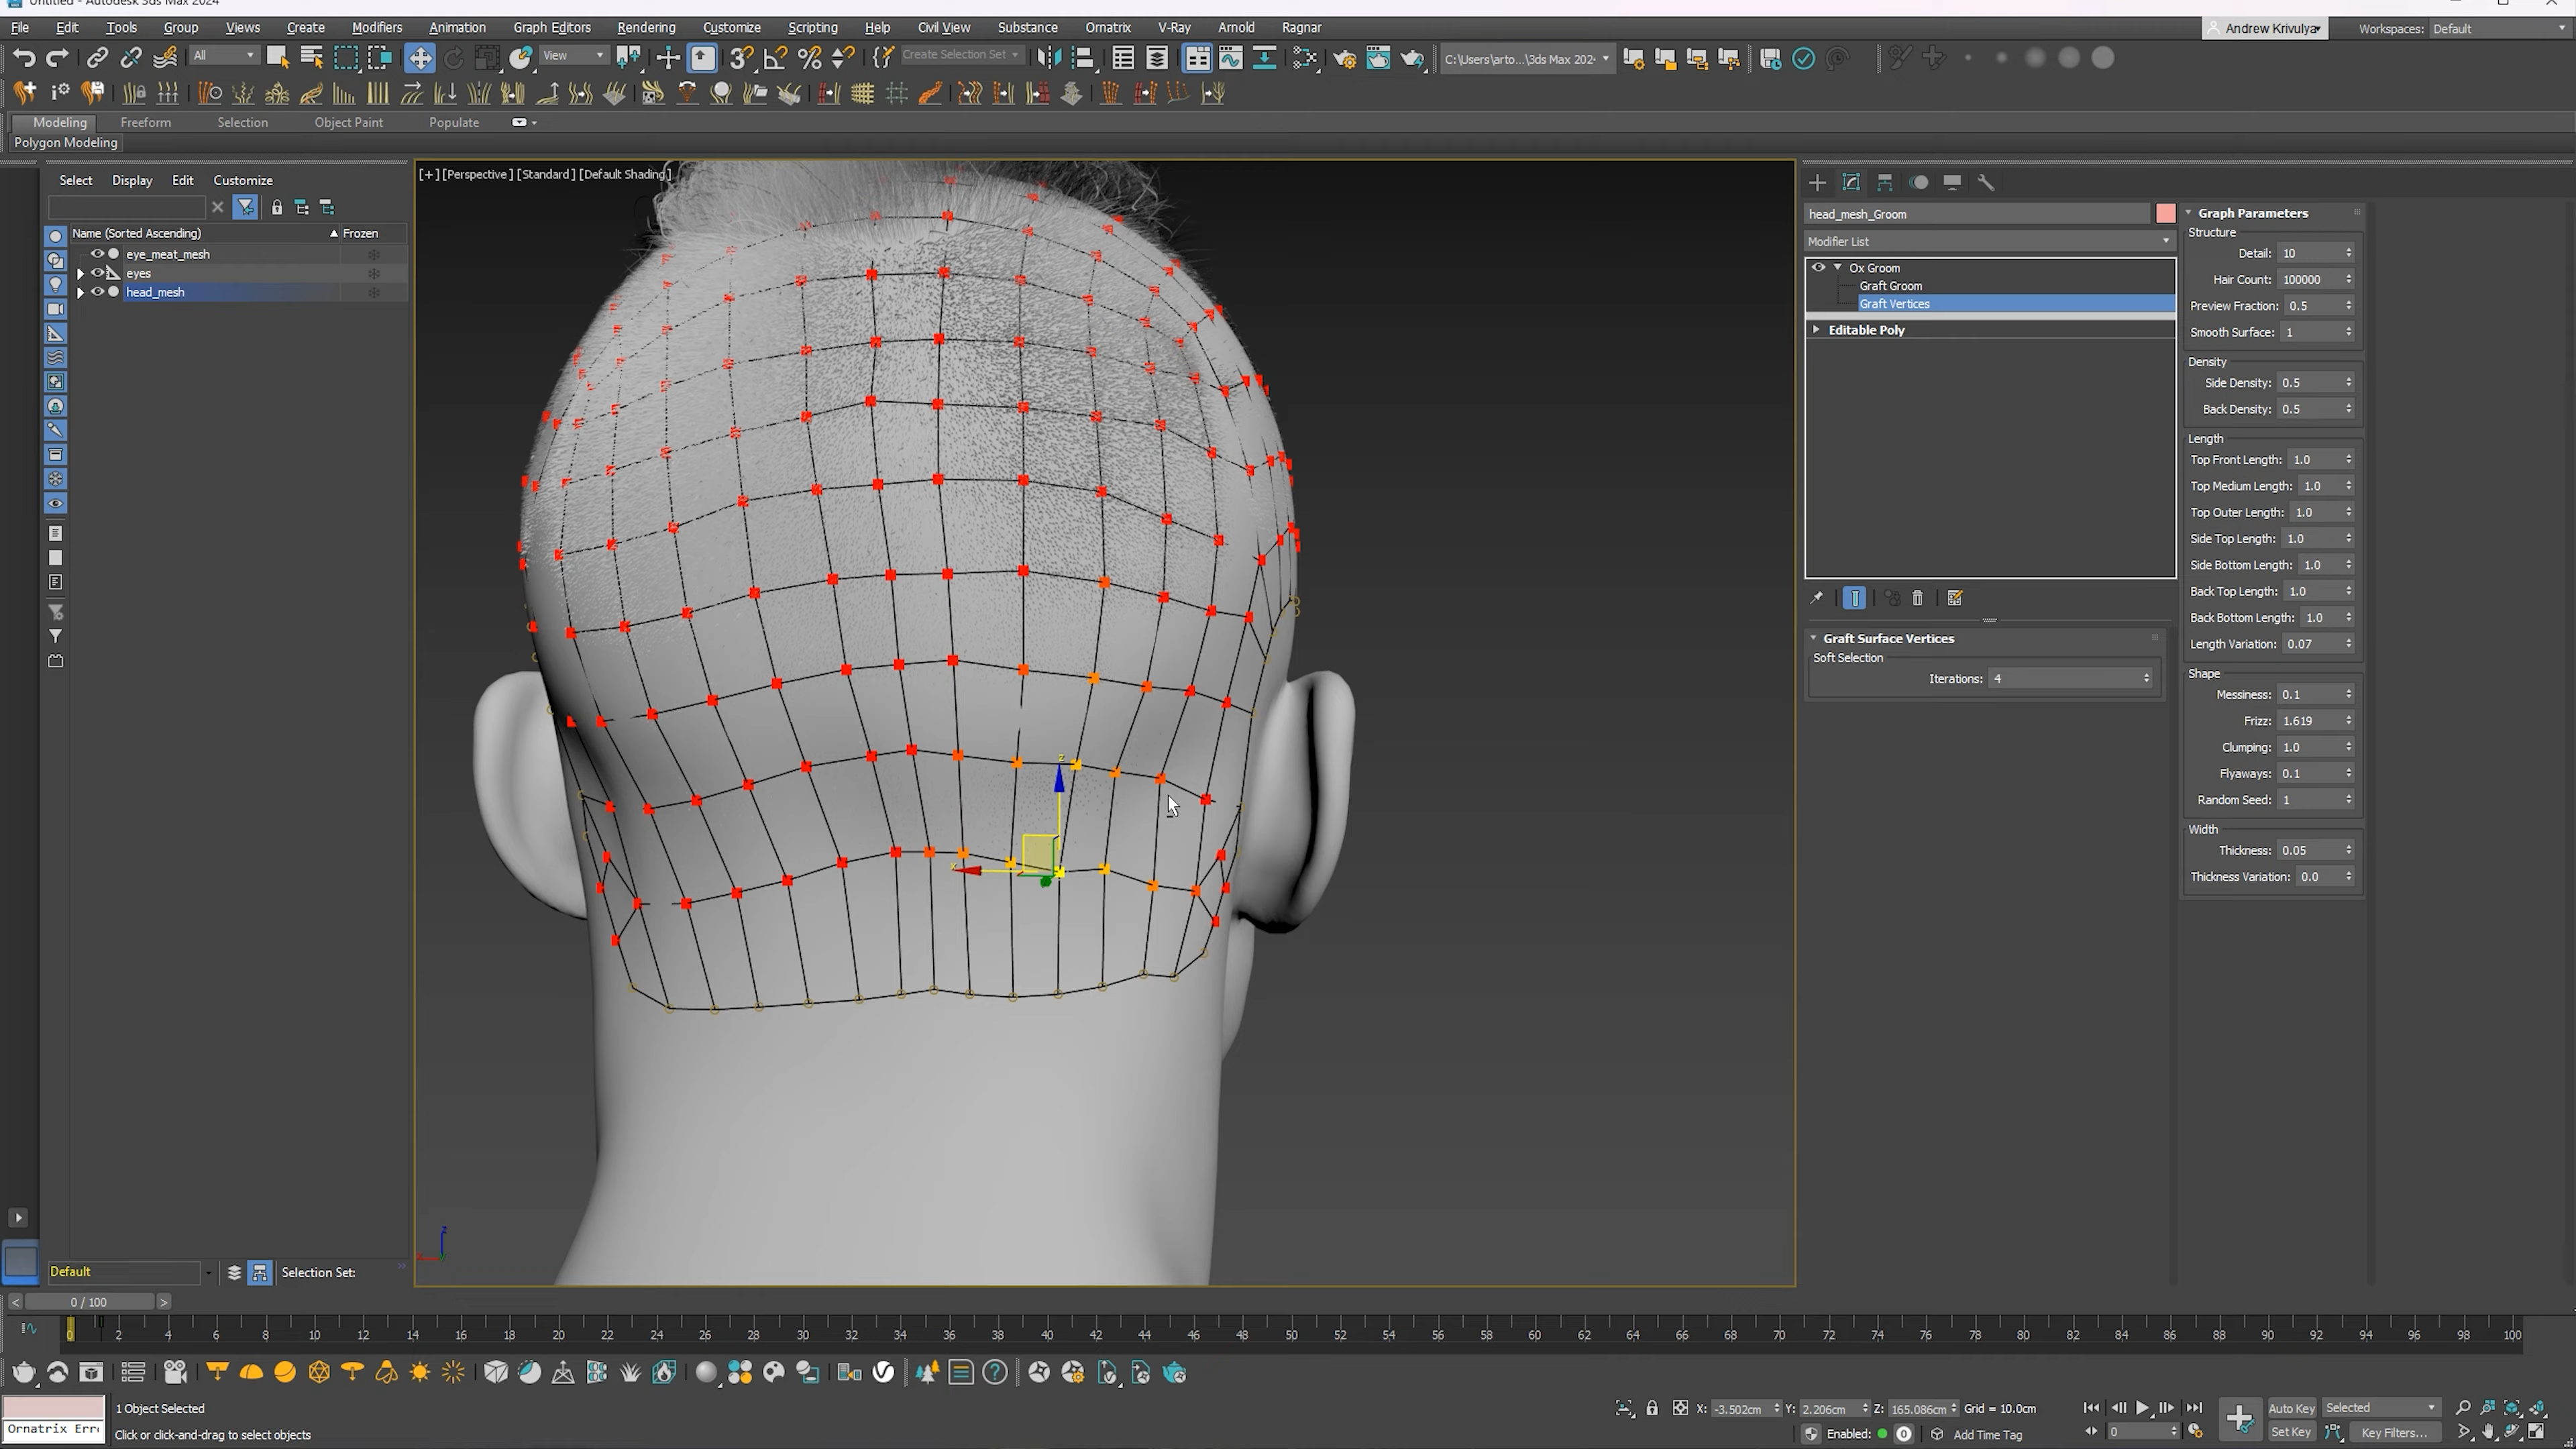 Untitled - Autodesk 3ds Max 2024
File Edit Tools Group Views Create Modifiers Animation Graph Editors Rendering Customize Scripting Help Civil View Substance Ornatrix V-Ray Arnold Ragnar
Andrew Krivulya
Workspaces: Default
All
View
Create Selection Set
C:\Users\arto...\3ds Max 202
Modeling Freeform Selection Object Paint Populate
Polygon Modeling
Select Display Edit Customize
Name (Sorted Ascending) Frozen
eye_meat_mesh
eyes
head_mesh
[+] [Perspective ] [Standard ] [Default Shading ]
z
x
head_mesh_Groom
Modifier List
Ox Groom
Graft Groom
Graft Vertices
Editable Poly
Graft Surface Vertices
Soft Selection
Iterations: 4
Graph Parameters
Structure
Detail: 10
Hair Count: 100000
Preview Fraction: 0.5
Smooth Surface: 1
Density
Side Density: 0.5
Back Density: 0.5
Length
Top Front Length: 1.0
Top Medium Length: 1.0
Top Outer Length: 1.0
Side Top Length: 1.0
Side Bottom Length: 1.0
Back Top Length: 1.0
Back Bottom Length: 1.0
Length Variation: 0.07
Shape
Messiness: 0.1
Frizz: 1.619
Clumping: 1.0
Flyaways: 0.1
Random Seed: 1
Width
Thickness: 0.05
Thickness Variation: 0.0
Default
Selection Set:
0 / 100
0 2 4 6 8 10 12 14 16 18 20 22 24 26 28 30 32 34 36 38 40 42 44 46 48 50 52 54 56 58 60 62 64 66 68 70 72 74 76 78 80 82 84 86 88 90 92 94 96 98 100
1 Object Selected
Ornatrix Err
Click or click-and-drag to select objects
X: -3.502cm Y: 2.206cm Z: 165.086cm Grid = 10.0cm
Enabled: 0 Add Time Tag
0
Auto Key Selected
Set Key Key Filters...